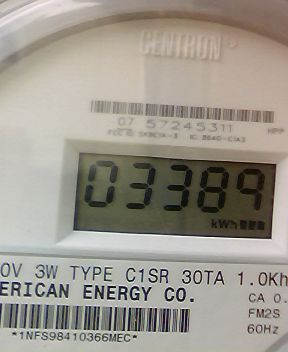 CENTRON
07 57245311 HPP
03389
kWh
0V 3W TYPE C1SR 30TA 1.0Kh
ERICAN ENERGY CO. CA 0.
FM2S
*1NFS98410366MEC* 60Hz